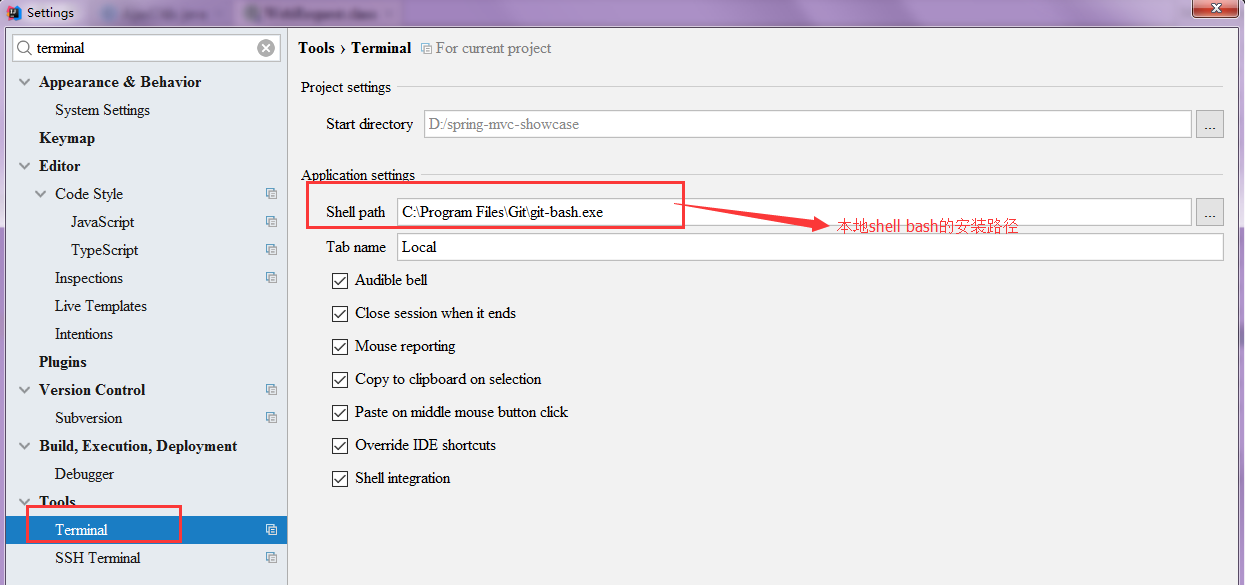 Settings
terminal
Appearance & Behavior
System Settings
Keymap
Editor
Code Style
JavaScript
TypeScript
Inspections
Live Templates
Intentions
Plugins
Version Control
Subversion
Build, Execution, Deployment
Debugger
Tools
Terminal
SSH Terminal
Tools › Terminal For current project
Project settings
Start directory D:/spring-mvc-showcase ...
Application settings
Shell path C:\Program Files\Git\git-bash.exe ...
本地shell bash的安装路径
Tab name Local
Audible bell
Close session when it ends
Mouse reporting
Copy to clipboard on selection
Paste on middle mouse button click
Override IDE shortcuts
Shell integration